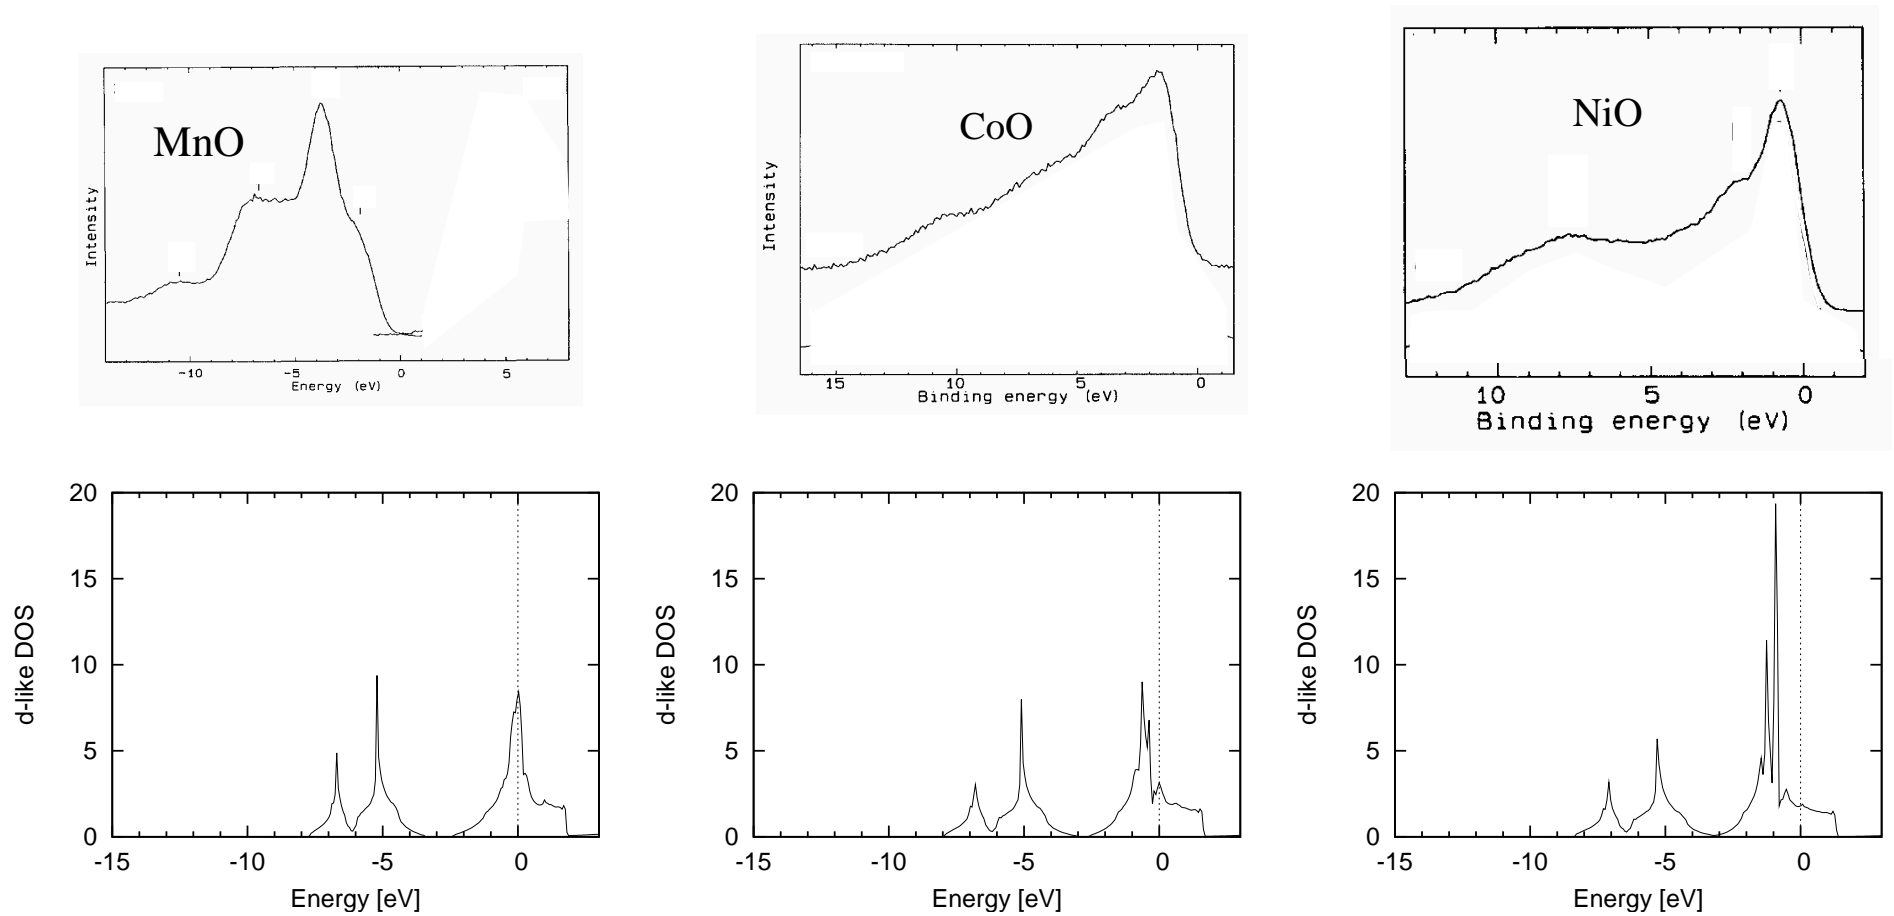 MnO
Intensity
-10 -5 0 5
Energy (eV)
CoO
Intensity
15 10 5 0
Binding energy (eV)
NiO
10 5 0
Binding energy (eV)
20
15
10
5
0
d-like DOS
-15 -10 -5 0
Energy [eV]
20
15
10
5
0
d-like DOS
-15 -10 -5 0
Energy [eV]
20
15
10
5
0
d-like DOS
-15 -10 -5 0
Energy [eV]